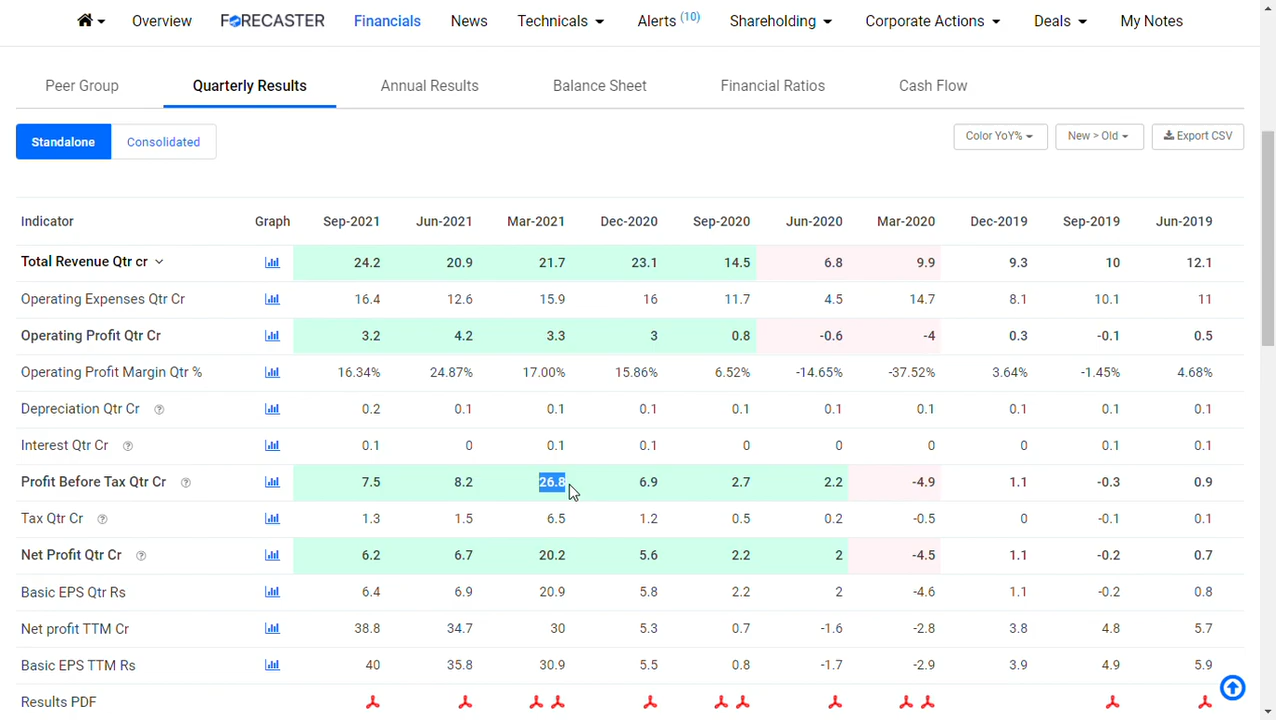 Overview FORECASTER Financials News Technicals Alerts (10) Shareholding Corporate Actions Deals My Notes
Peer Group Quarterly Results Annual Results Balance Sheet Financial Ratios Cash Flow
Standalone Consolidated Color YoY% New > Old Export CSV
Indicator Graph Sep-2021 Jun-2021 Mar-2021 Dec-2020 Sep-2020 Jun-2020 Mar-2020 Dec-2019 Sep-2019 Jun-2019
Total Revenue Qtr cr 24.2 20.9 21.7 23.1 14.5 6.8 9.9 9.3 10 12.1
Operating Expenses Qtr Cr 16.4 12.6 15.9 16 11.7 4.5 14.7 8.1 10.1 11
Operating Profit Qtr Cr 3.2 4.2 3.3 3 0.8 -0.6 -4 0.3 -0.1 0.5
Operating Profit Margin Qtr % 16.34% 24.87% 17.00% 15.86% 6.52% -14.65% -37.52% 3.64% -1.45% 4.68%
Depreciation Qtr Cr 0.2 0.1 0.1 0.1 0.1 0.1 0.1 0.1 0.1 0.1
Interest Qtr Cr 0.1 0 0.1 0.1 0 0 0 0 0.1 0.1
Profit Before Tax Qtr Cr 7.5 8.2 26.8 6.9 2.7 2.2 -4.9 1.1 -0.3 0.9
Tax Qtr Cr 1.3 1.5 6.5 1.2 0.5 0.2 -0.5 0 -0.1 0.1
Net Profit Qtr Cr 6.2 6.7 20.2 5.6 2.2 2 -4.5 1.1 -0.2 0.7
Basic EPS Qtr Rs 6.4 6.9 20.9 5.8 2.2 2 -4.6 1.1 -0.2 0.8
Net profit TTM Cr 38.8 34.7 30 5.3 0.7 -1.6 -2.8 3.8 4.8 5.7
Basic EPS TTM Rs 40 35.8 30.9 5.5 0.8 -1.7 -2.9 3.9 4.9 5.9
Results PDF